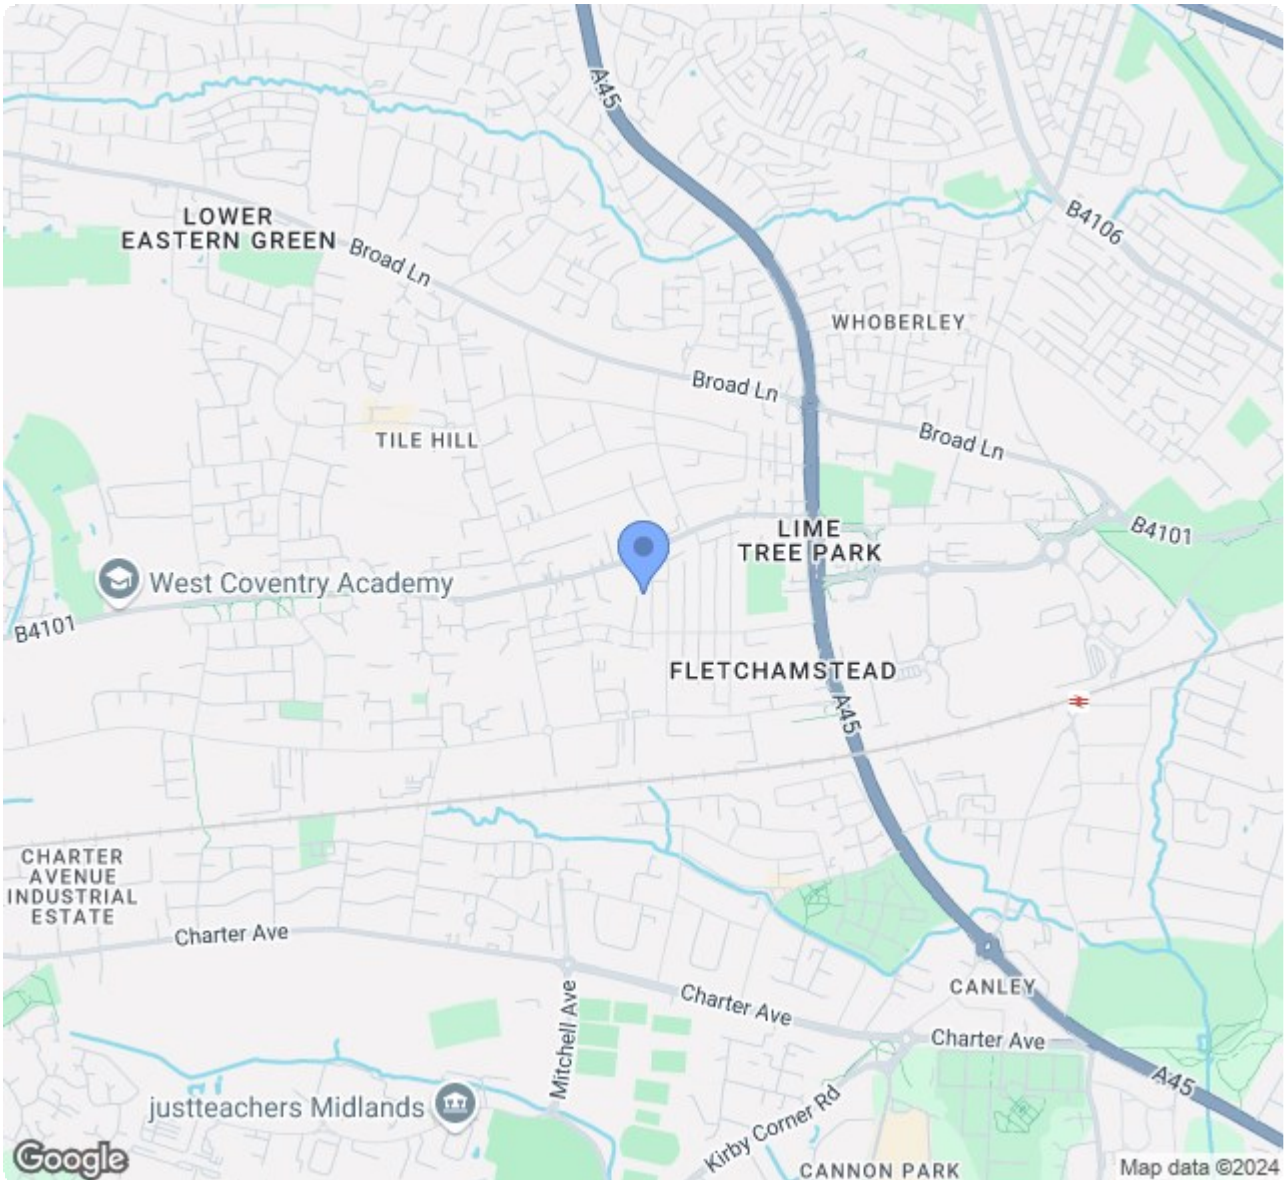 A45
B4106
LOWER
EASTERN GREEN
Broad Ln
WHOBERLEY
Broad Ln
Broad Ln
TILE HILL
LIME
TREE PARK
B4101
West Coventry Academy
B4101
FLETCHAMSTEAD
A45
CHARTER
AVENUE
INDUSTRIAL
ESTATE
Charter Ave
CANLEY
Charter Ave
Charter Ave
Mitchell Ave
A45
justteachers Midlands
Kirby Corner Rd
CANNON PARK
Google
Map data ©2024